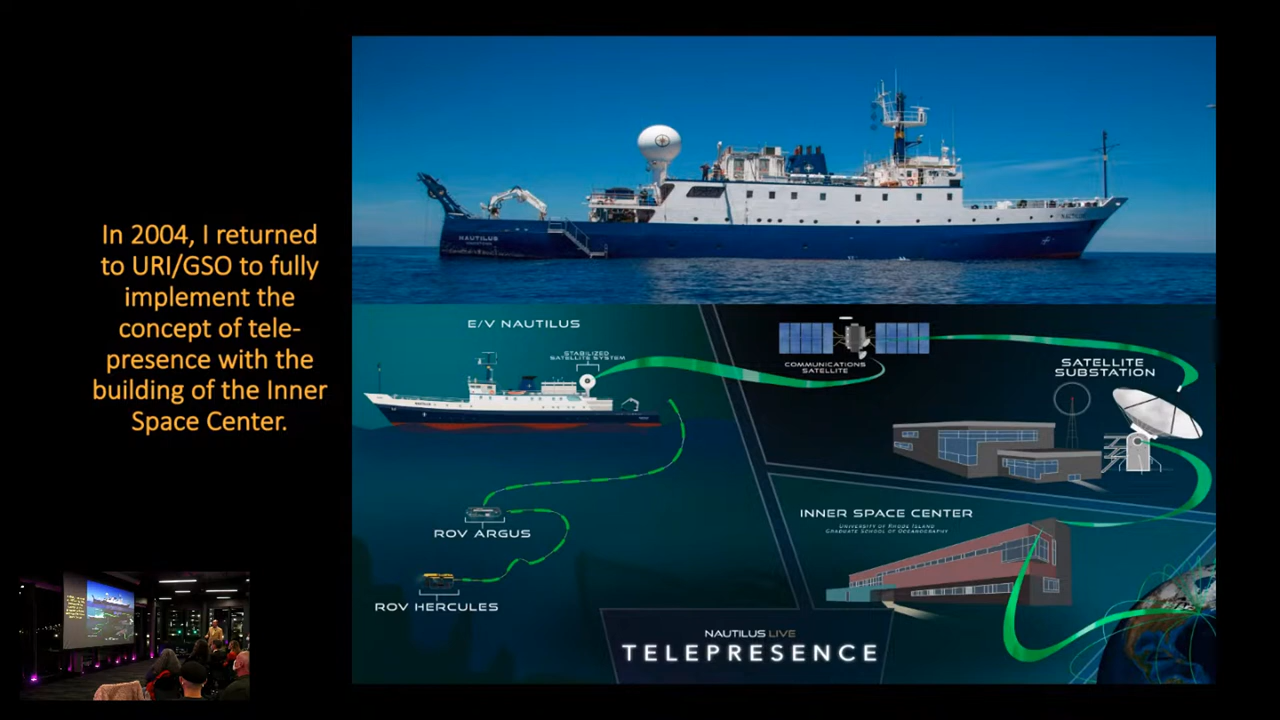 In 2004, I returned
to URI/GSO to fully
implement the
concept of tele-
presence with the
building of the Inner
Space Center.
NAUTILUS
NAUTILUS
E/V NAUTILUS
STABILIZED
SATELLITE SYSTEM
COMMUNICATIONS
SATELLITE
SATELLITE
SUBSTATION
ROV ARGUS
ROV HERCULES
INNER SPACE CENTER
UNIVERSITY OF RHODE ISLAND
GRADUATE SCHOOL OF OCEANOGRAPHY
NAUTILUS LIVE
TELEPRESENCE